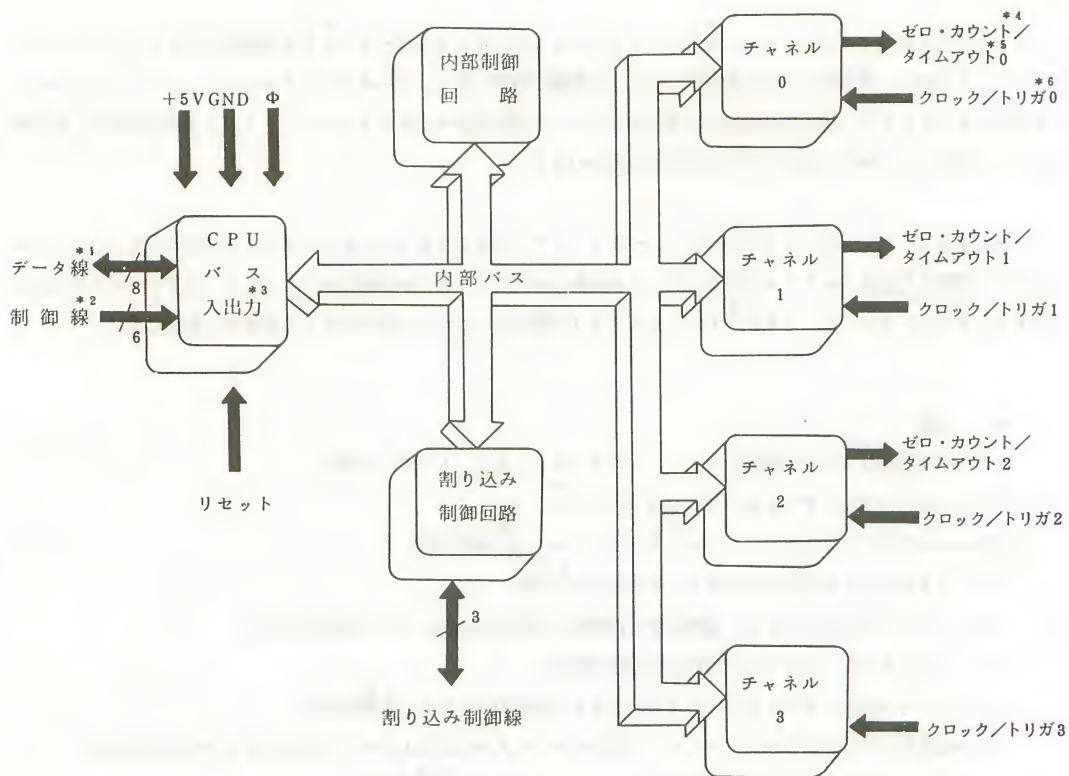 +5V GND Φ
データ線*1
8
制御線*2
6
CPU
バス
入出力*3
リセット
内部制御
回路
内部バス
割り込み
制御回路
3
割り込み制御線
チャネル
0
ゼロ・カウント/*4
タイムアウト0*5
クロック/トリガ0*6
チャネル
1
ゼロ・カウント/
タイムアウト1
クロック/トリガ1
チャネル
2
ゼロ・カウント/
タイムアウト2
クロック/トリガ2
チャネル
3
クロック/トリガ3